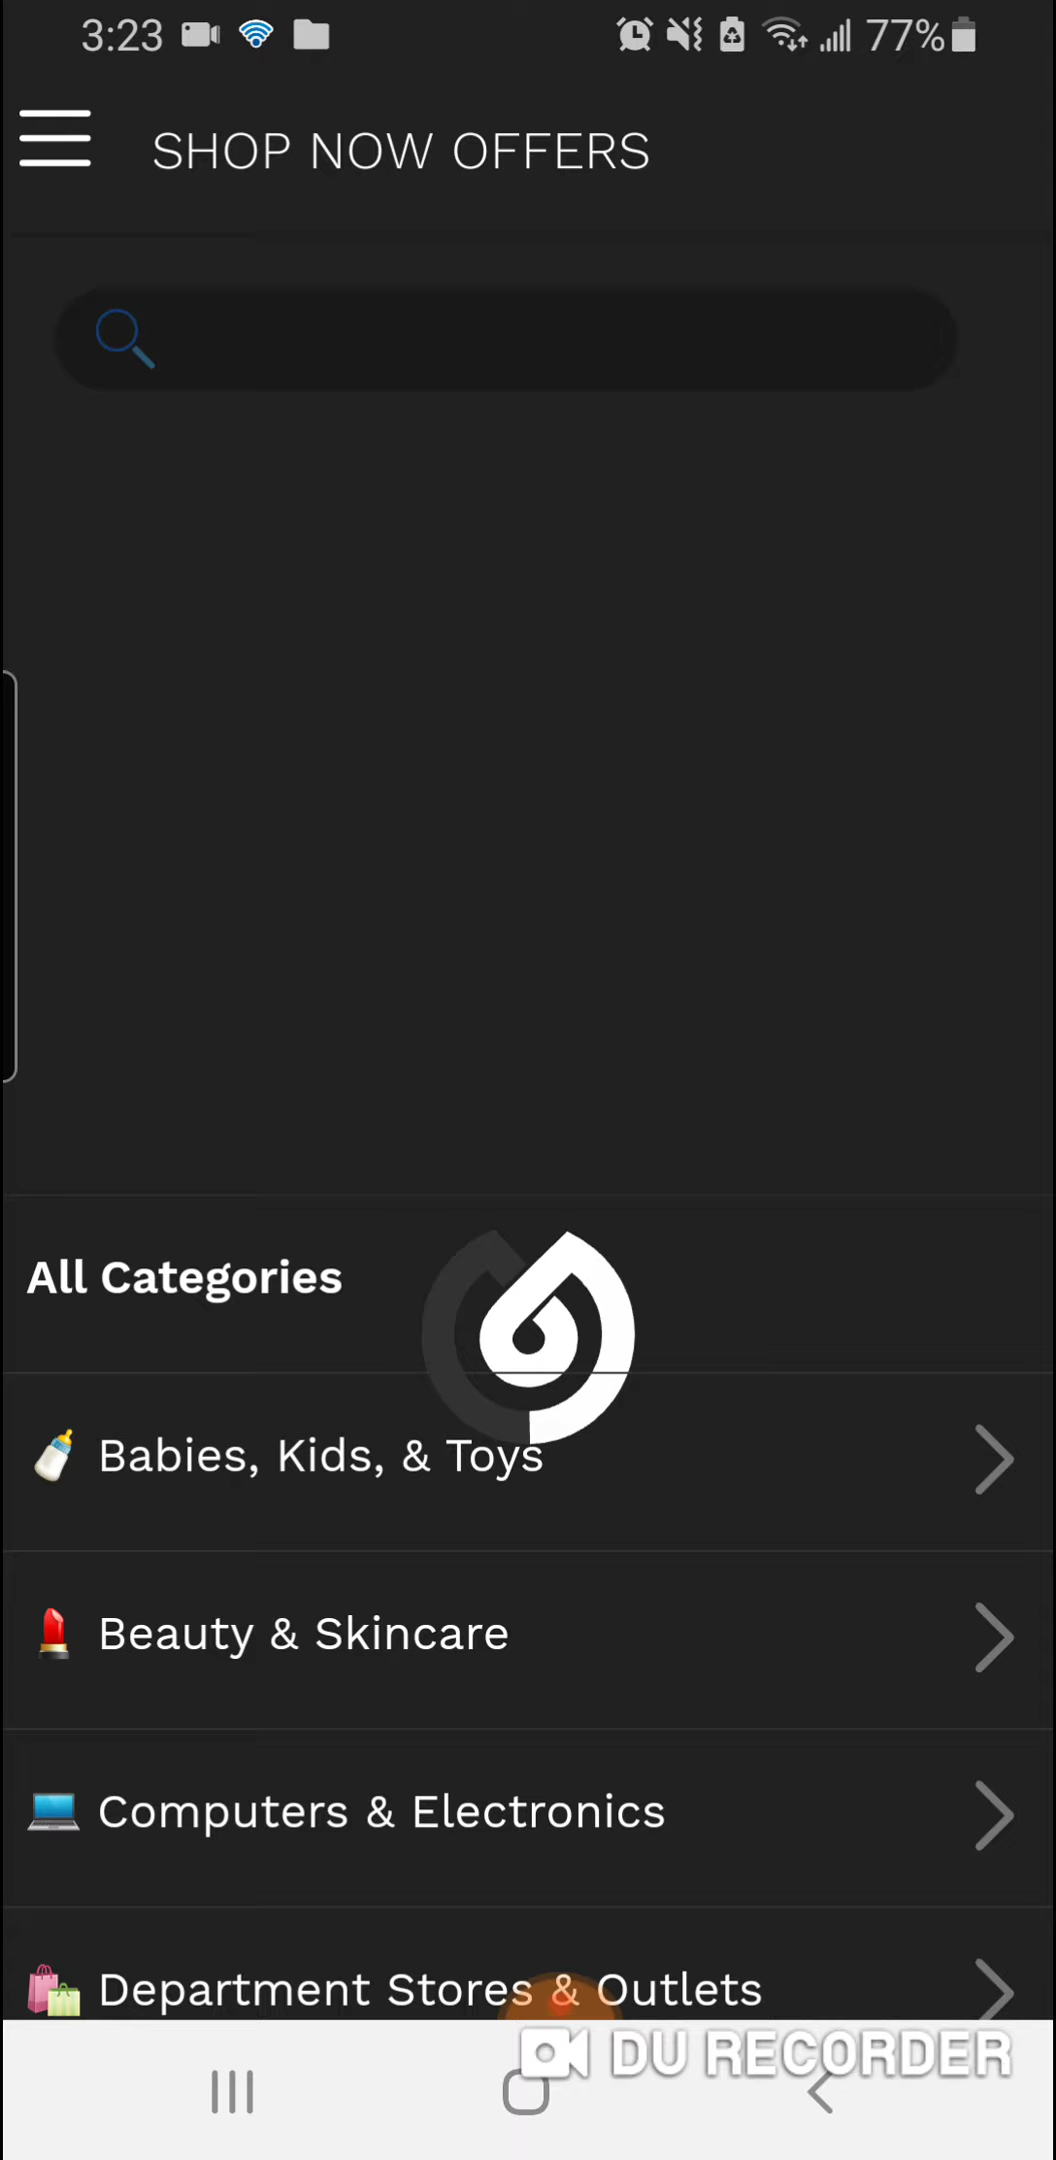 3:23
77%
SHOP NOW OFFERS
All Categories
Babies, Kids, & Toys
Beauty & Skincare
Computers & Electronics
Department Stores & Outlets
DU RECORDER